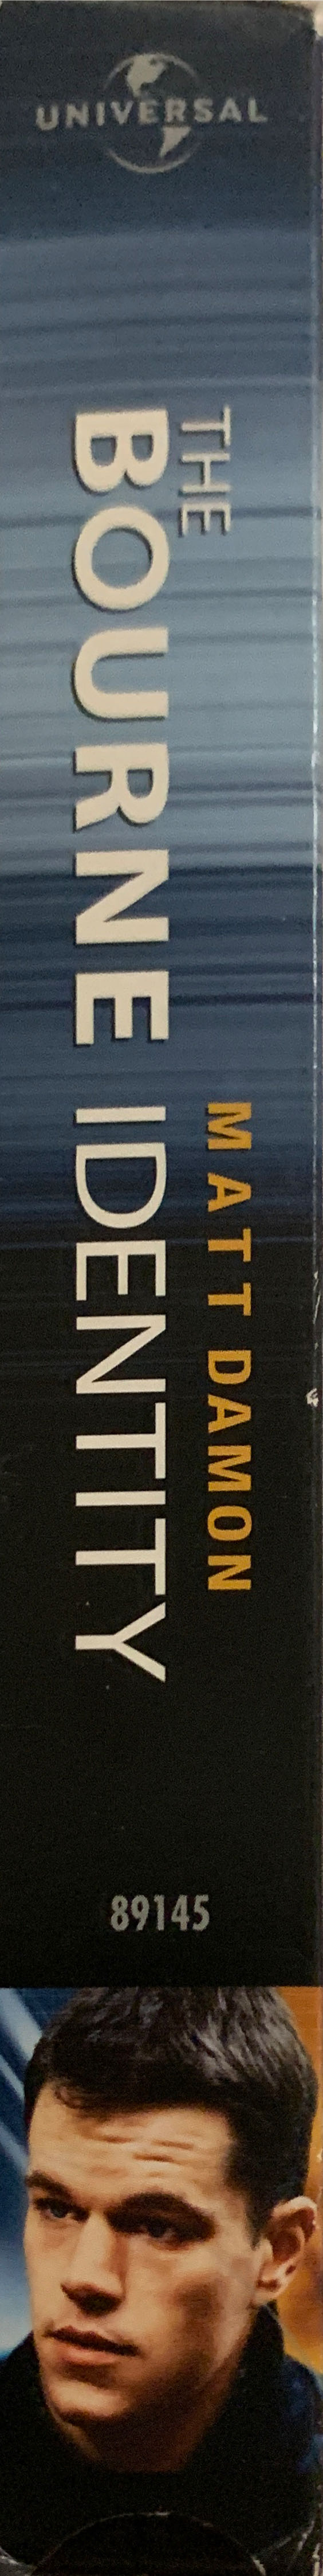 UNIVERSAL
MATT DAMON
THE
BOURNE IDENTITY
89145